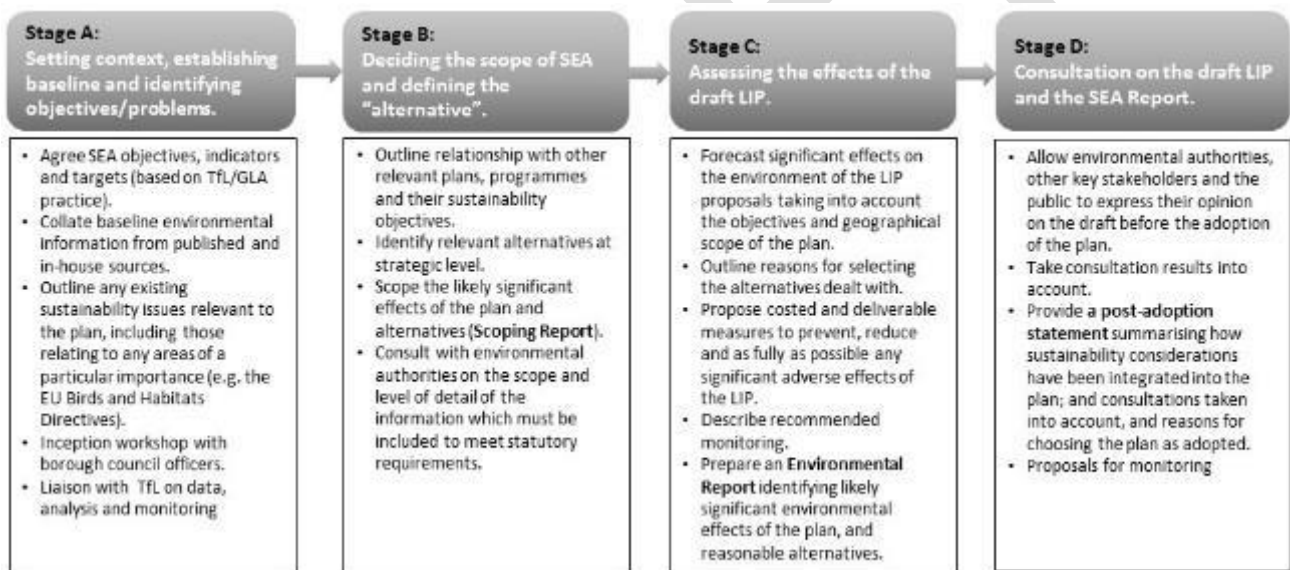 Stage A:
Setting context, establishing
baseline and identifying
objectives/problems.
• Agree SEA objectives, indicators
and targets (based on TfL/GLA
practice).
• Collate baseline environmental
information from published and
in-house sources.
• Outline any existing
sustainability issues relevant to
the plan, including those
relating to any areas of a
particular importance (e.g. the
EU Birds and Habitats
Directives).
• Inception workshop with
borough council officers.
• Liaison with TfL on data,
analysis and monitoring
Stage B:
Deciding the scope of SEA
and defining the
"alternative".
• Outline relationship with other
relevant plans, programmes
and their sustainability
objectives.
• Identify relevant alternatives at
strategic level.
• Scope the likely significant
effects of the plan and
alternatives (Scoping Report).
• Consult with environmental
authorities on the scope and
level of detail of the
information which must be
included to meet statutory
requirements.
Stage C:
Assessing the effects of the
draft LIP.
• Forecast significant effects on
the environment of the LIP
proposals taking into account
the objectives and geographical
scope of the plan.
• Outline reasons for selecting
the alternatives dealt with.
• Propose costed and deliverable
measures to prevent, reduce
and as fully as possible any
significant adverse effects of
the LIP.
• Describe recommended
monitoring.
• Prepare an Environmental
Report identifying likely
significant environmental
effects of the plan, and
reasonable alternatives.
Stage D:
Consultation on the draft LIP
and the SEA Report.
• Allow environmental authorities,
other key stakeholders and the
public to express their opinion
on the draft before the adoption
of the plan.
• Take consultation results into
account.
• Provide a post-adoption
statement summarising how
sustainability considerations
have been integrated into the
plan; and consultations taken
into account, and reasons for
choosing the plan as adopted.
• Proposals for monitoring